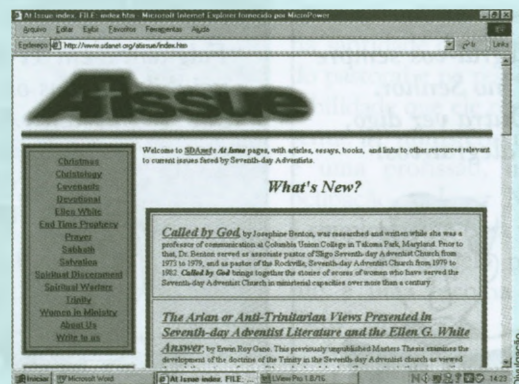 At Issue index. FILE: index.htm - Microsoft Internet Explorer fornecido por MicroPower
Arquivo Editar Exibir Favoritos Ferramentas Ajuda
Endereço http://www.sdanet.org/atissue/index.htm Ir Links
At Issue
Welcome to SDAnet's At Issue pages, with articles, essays, books, and links to other resources relevant
to current issues faced by Seventh-day Adventists.
Christmas
Christology
Covenants
Devotional
Ellen White
End Time Prophecy
Prayer
Sabbath
Salvation
Spiritual Discernment
Spiritual Warfare
Trinity
Women in Ministry
About Us
Write to us
What's New?
Called by God, by Josephine Benton, was researched and written while she was a
professor of communication at Columbia Union College in Takoma Park, Maryland. Prior to
that, Dr. Benton served as associate pastor of Sligo Seventh-day Adventist Church from
1973 to 1979, and as pastor of the Rockville, Seventh-day Adventist Church from 1979 to
1982. Called by God brings together the stories of scores of women who have served the
Seventh-day Adventist Church in ministerial capacities over more than a century.
The Arian or Anti-Trinitarian Views Presented in
Seventh-day Adventist Literature and the Ellen G. White
Answer, by Erwin Roy Gane. This previously unpublished Masters Thesis examines the
development of the doctrine of the Trinity in the Seventh-day Adventist church as viewed
Iniciar Microsoft Word At Issue index. FILE: ... LView Pro 1.B/16 14:23
Divulgação